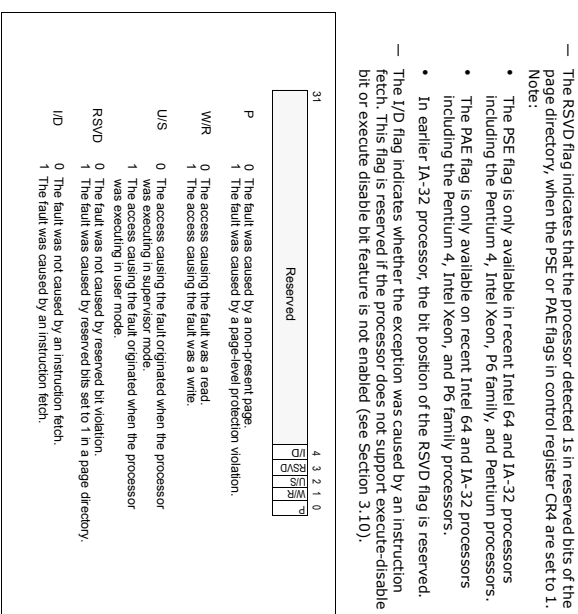 — The RSVD flag indicates that the processor detected 1s in reserved bits of the
page directory, when the PSE or PAE flags in control register CR4 are set to 1.
Note:
• The PSE flag is only available in recent Intel 64 and IA-32 processors
including the Pentium 4, Intel Xeon, P6 family, and Pentium processors.
• The PAE flag is only available on recent Intel 64 and IA-32 processors
including the Pentium 4, Intel Xeon, and P6 family processors.
• In earlier IA-32 processor, the bit position of the RSVD flag is reserved.
— The I/D flag indicates whether the exception was caused by an instruction
fetch. This flag is reserved if the processor does not support execute-disable
bit or execute disable bit feature is not enabled (see Section 3.10).
31 4 3 2 1 0
Reserved I/D RSVD U/S W/R P
P 0 The fault was caused by a non-present page.
1 The fault was caused by a page-level protection violation.
W/R 0 The access causing the fault was a read.
1 The access causing the fault was a write.
U/S 0 The access causing the fault originated when the processor
was executing in supervisor mode.
1 The access causing the fault originated when the processor
was executing in user mode.
RSVD 0 The fault was not caused by reserved bit violation.
1 The fault was caused by reserved bits set to 1 in a page directory.
I/D 0 The fault was not caused by an instruction fetch.
1 The fault was caused by an instruction fetch.